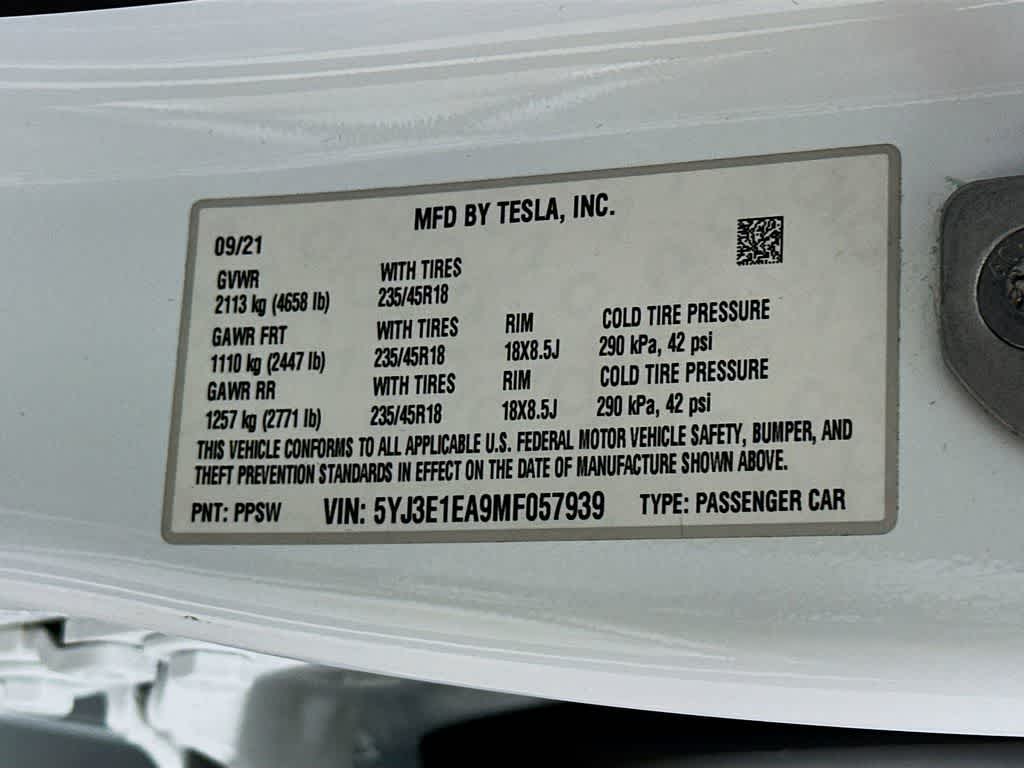 MFD BY TESLA, INC.
09/21
GVWR WITH TIRES
2113 kg (4658 lb) 235/45R18
GAWR FRT WITH TIRES RIM COLD TIRE PRESSURE
1110 kg (2447 lb) 235/45R18 18X8.5J 290 kPa, 42 psi
GAWR RR WITH TIRES RIM COLD TIRE PRESSURE
1257 kg (2771 lb) 235/45R18 18X8.5J 290 kPa, 42 psi
THIS VEHICLE CONFORMS TO ALL APPLICABLE U.S. FEDERAL MOTOR VEHICLE SAFETY, BUMPER, AND
THEFT PREVENTION STANDARDS IN EFFECT ON THE DATE OF MANUFACTURE SHOWN ABOVE.
PNT: PPSW VIN: 5YJ3E1EA9MF057939 TYPE: PASSENGER CAR